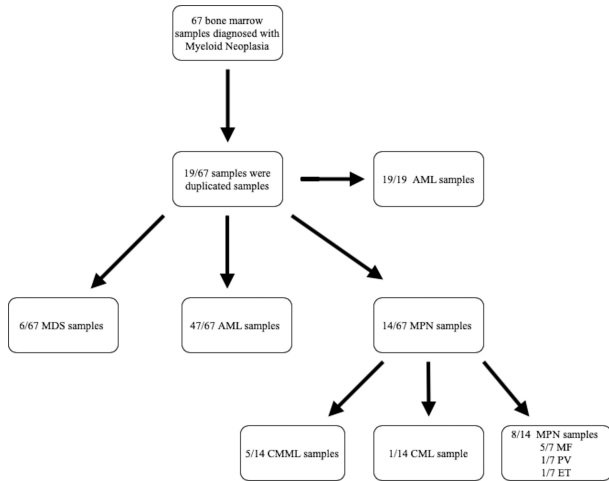 67 bone marrow
samples diagnosed with
Myeloid Neoplasia
19/67 samples were
duplicated samples
19/19 AML samples
6/67 MDS samples
47/67 AML samples
14/67 MPN samples
5/14 CMML samples
1/14 CML sample
8/14 MPN samples
5/7 MF
1/7 PV
1/7 ET